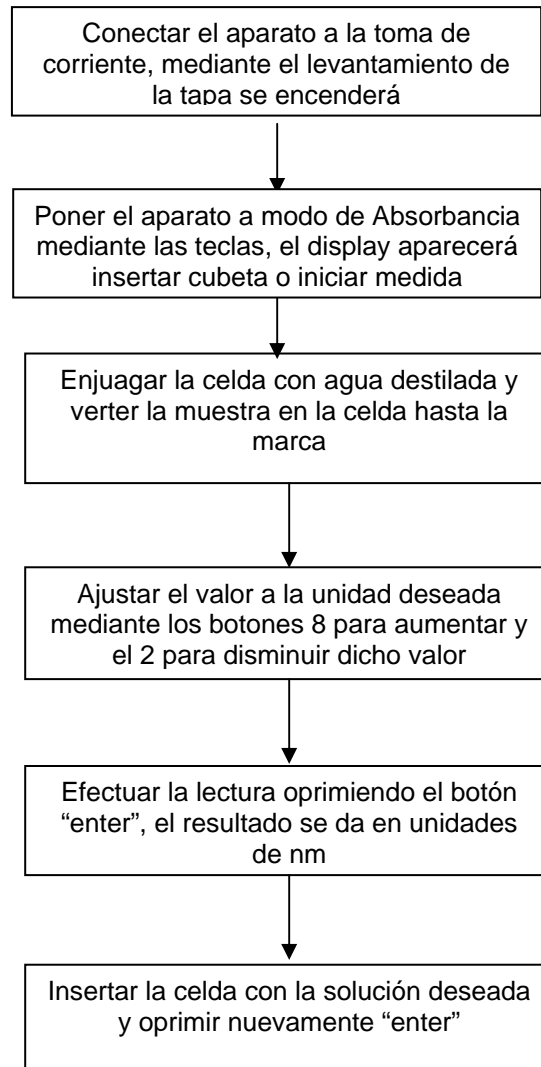 Conectar el aparato a la toma de
corriente, mediante el levantamiento de
la tapa se encenderá
Poner el aparato a modo de Absorbancia
mediante las teclas, el display aparecerá
insertar cubeta o iniciar medida
Enjuagar la celda con agua destilada y
verter la muestra en la celda hasta la
marca
Ajustar el valor a la unidad deseada
mediante los botones 8 para aumentar y
el 2 para disminuir dicho valor
Efectuar la lectura oprimiendo el botón
“enter”, el resultado se da en unidades
de nm
Insertar la celda con la solución deseada
y oprimir nuevamente “enter”